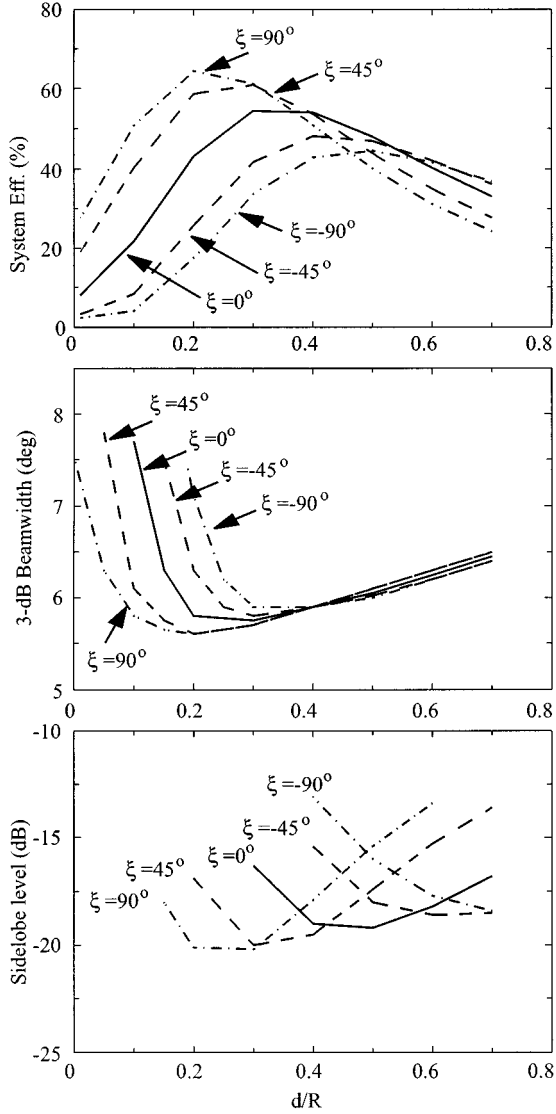 80
60
40
20
0
System Eff. (%)
ξ =90°
ξ =45°
ξ =-90°
ξ =-45°
ξ =0°
0 0.2 0.4 0.6 0.8
8
7
6
5
3-dB Beamwidth (deg)
ξ =45°
ξ =0°
ξ =-45°
ξ =-90°
ξ =90°
0 0.2 0.4 0.6 0.8
-10
-15
-20
-25
Sidelobe level (dB)
ξ =-90°
ξ =-45°
ξ =0°
ξ =45°
ξ =90°
0 0.2 0.4 0.6 0.8
d/R